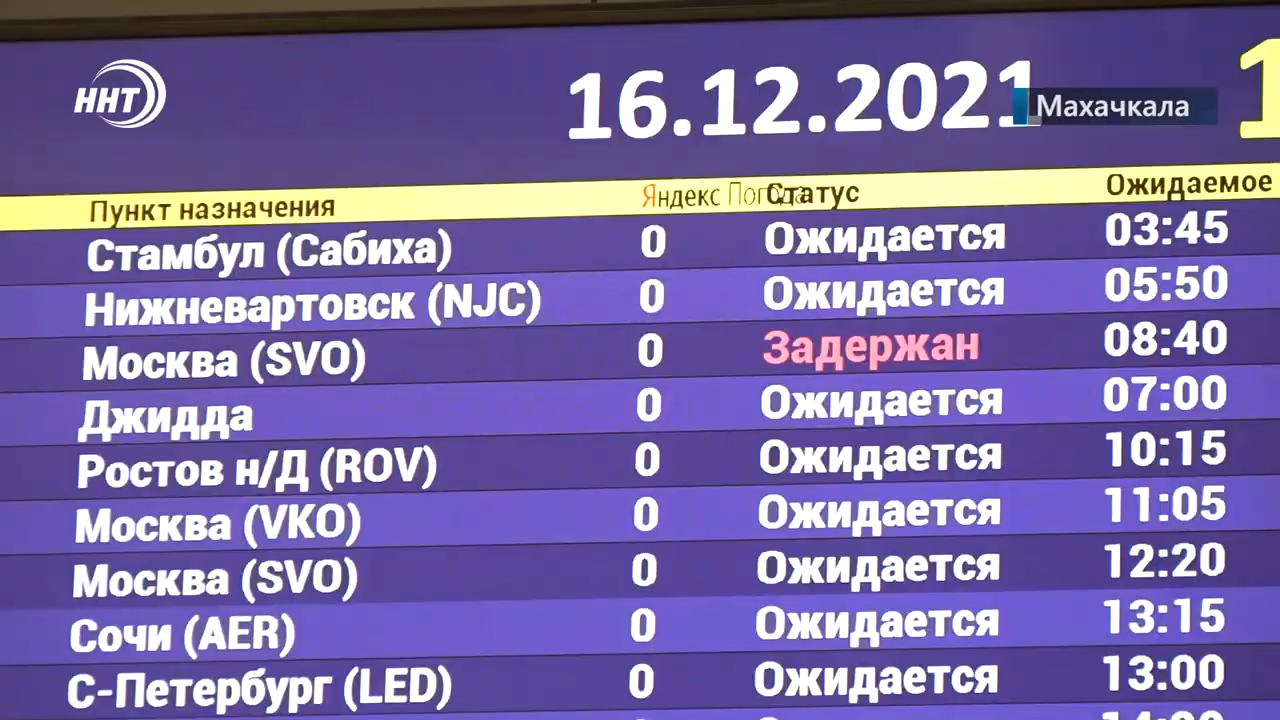 ННТ
16.12.2021
Махачкала
Пункт назначения Яндекс Погода Статус Ожидаемое
Стамбул (Сабиха) 0 Ожидается 03:45
Нижневартовск (NJC) 0 Ожидается 05:50
Москва (SVO) 0 Задержан 08:40
Джидда 0 Ожидается 07:00
Ростов н/Д (ROV) 0 Ожидается 10:15
Москва (VKO) 0 Ожидается 11:05
Москва (SVO) 0 Ожидается 12:20
Сочи (AER) 0 Ожидается 13:15
С-Петербург (LED) 0 Ожидается 13:00